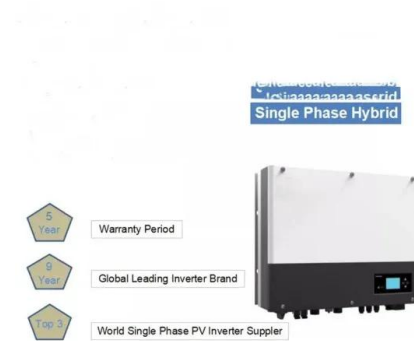 Single Phase Hybrid
5
Year
Warranty Period
9
Year
Global Leading Inverter Brand
Top 3
World Single Phase PV Inverter Suppler